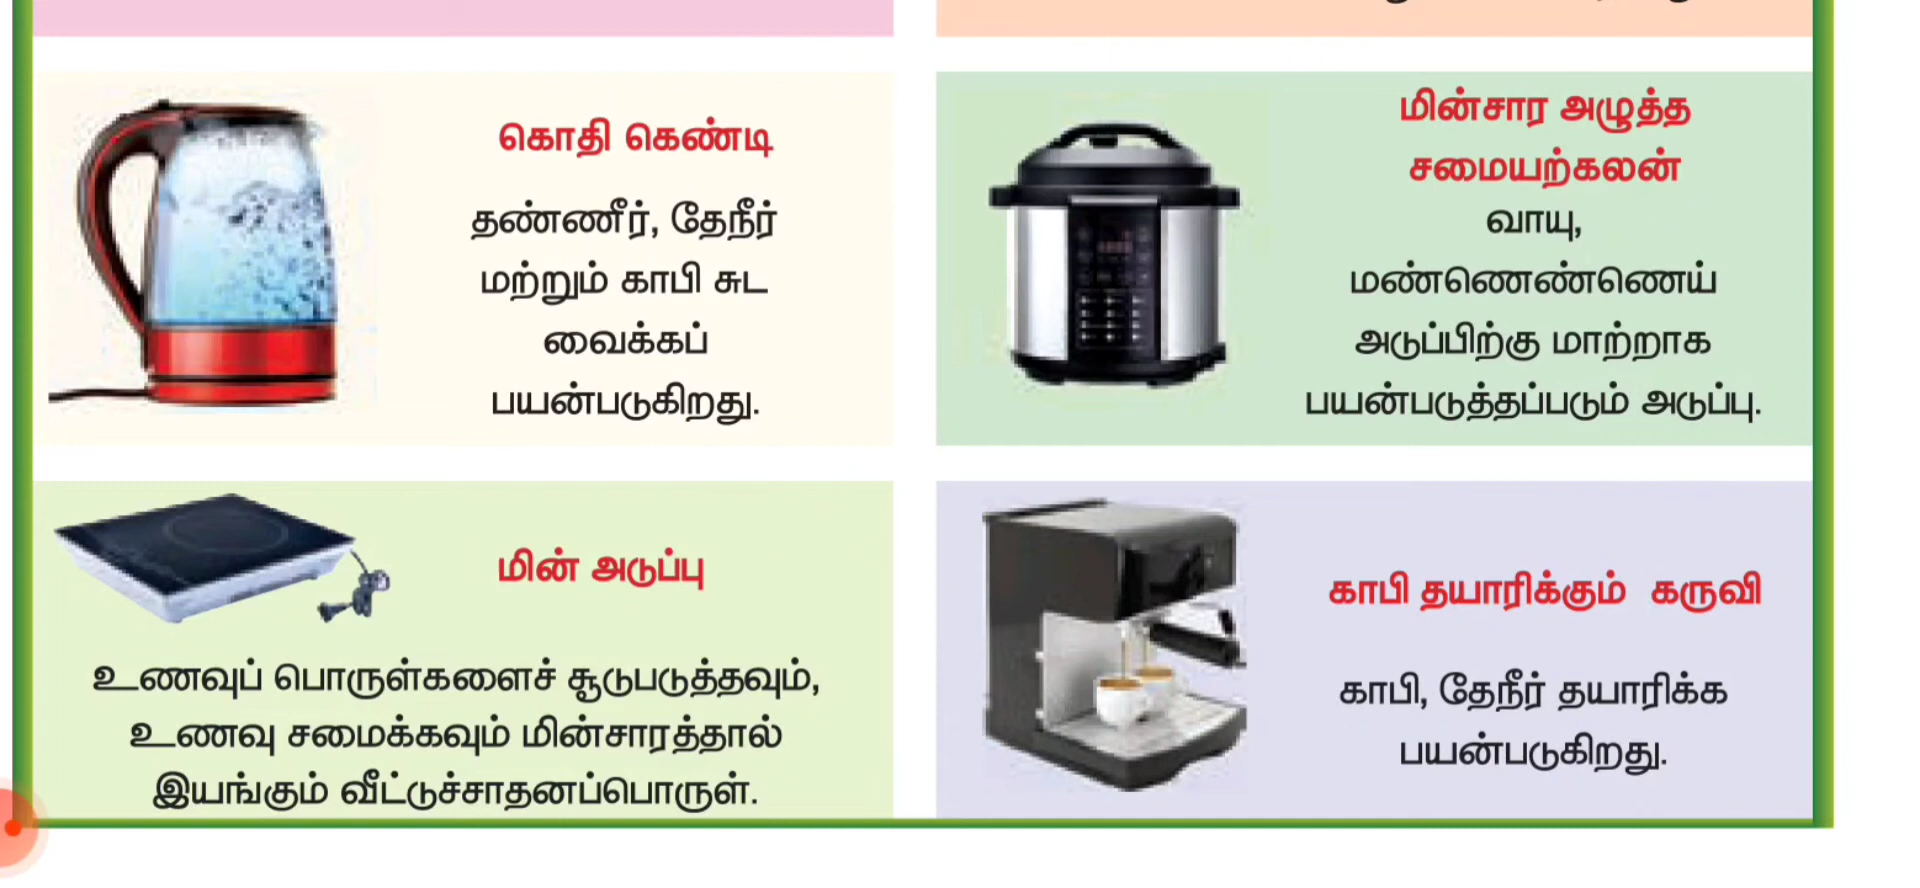 கொதி கெண்டி
தண்ணீர், தேநீர்
மற்றும் காபி சுட
வைக்கப்
பயன்படுகிறது.
மின்சார அழுத்த
சமையற்கலன்
வாயு,
மண்ணெண்ணெய்
அடுப்பிற்கு மாற்றாக
பயன்படுத்தப்படும் அடுப்பு.
மின் அடுப்பு
உணவுப் பொருள்களைச் சூடுபடுத்தவும்,
உணவு சமைக்கவும் மின்சாரத்தால்
இயங்கும் வீட்டுச்சாதனப்பொருள்.
காபி தயாரிக்கும் கருவி
காபி, தேநீர் தயாரிக்க
பயன்படுகிறது.